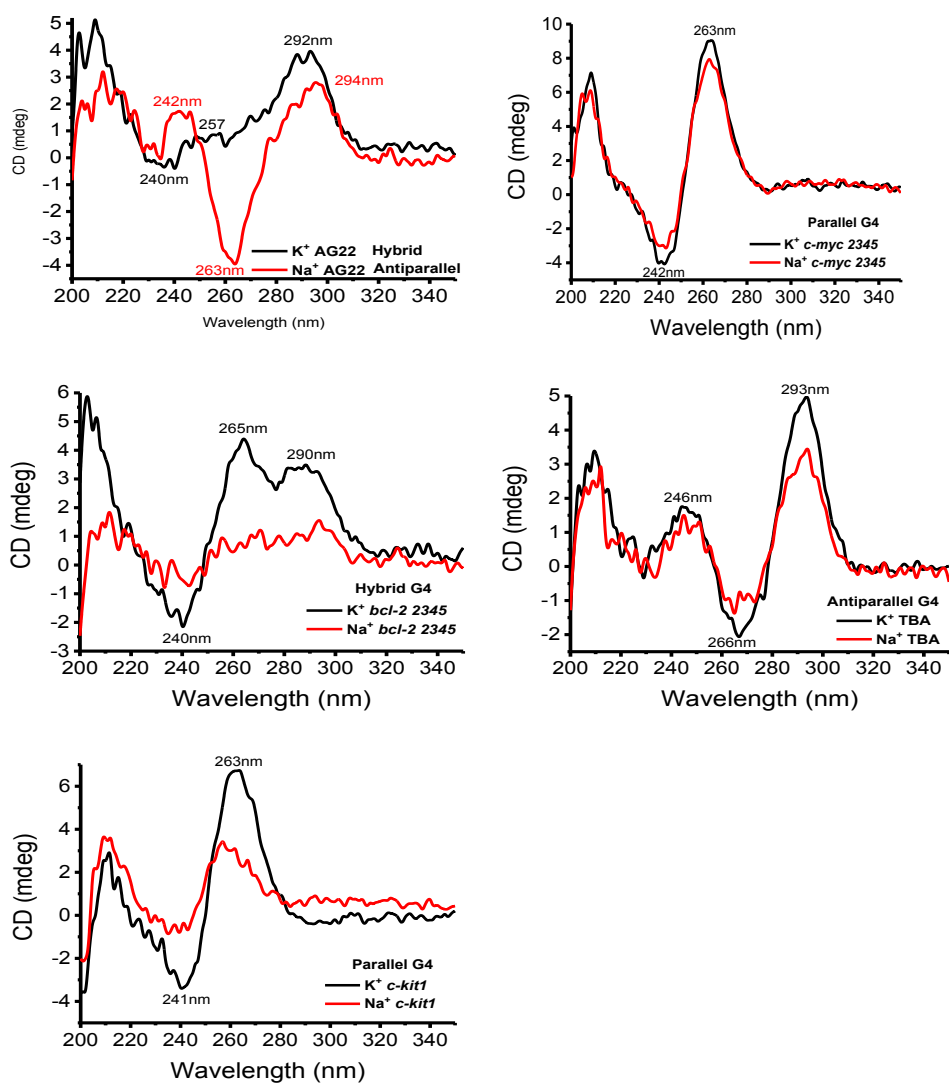 5
4
3
2
1
0
-1
-2
-3
-4
CD (mdeg)
292nm
294nm
242nm
257
240nm
263nm
K⁺ AG22 Hybrid
Na⁺ AG22 Antiparallel
200 220 240 260 280 300 320 340
Wavelength (nm)
10
8
6
4
2
0
-2
-4
CD (mdeg)
263nm
242nm
Parallel G4
K⁺ c-myc 2345
Na⁺ c-myc 2345
200 220 240 260 280 300 320 340
Wavelength (nm)
6
5
4
3
2
1
0
-1
-2
-3
CD (mdeg)
265nm
290nm
240nm
Hybrid G4
K⁺ bcl-2 2345
Na⁺ bcl-2 2345
200 220 240 260 280 300 320 340
Wavelength (nm)
5
4
3
2
1
0
-1
-2
CD (mdeg)
293nm
246nm
266nm
Antiparallel G4
K⁺ TBA
Na⁺ TBA
200 220 240 260 280 300 320 340
Wavelength (nm)
6
4
2
0
-2
-4
CD (mdeg)
263nm
241nm
Parallel G4
K⁺ c-kit1
Na⁺ c-kit1
200 220 240 260 280 300 320 340
Wavelength (nm)